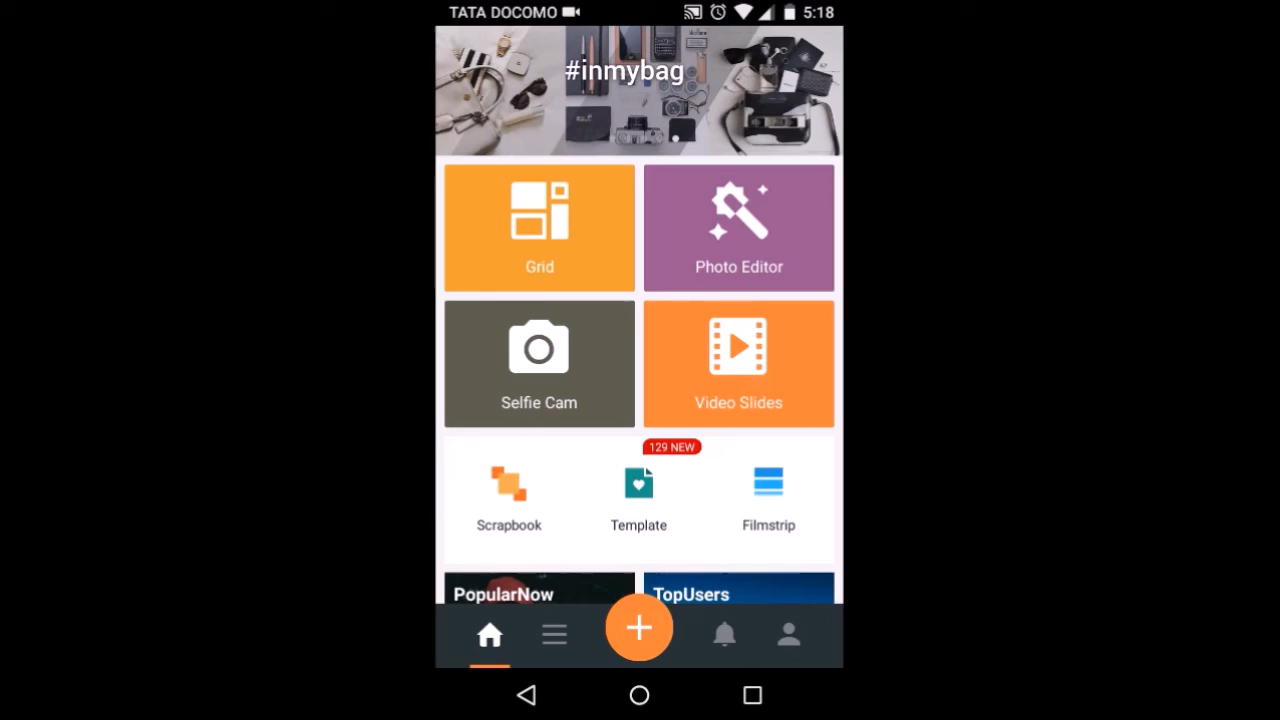 TATA DOCOMO
5:18
#inmybag
Grid
Photo Editor
Selfie Cam
Video Slides
129 NEW
Scrapbook
Template
Filmstrip
PopularNow
TopUsers